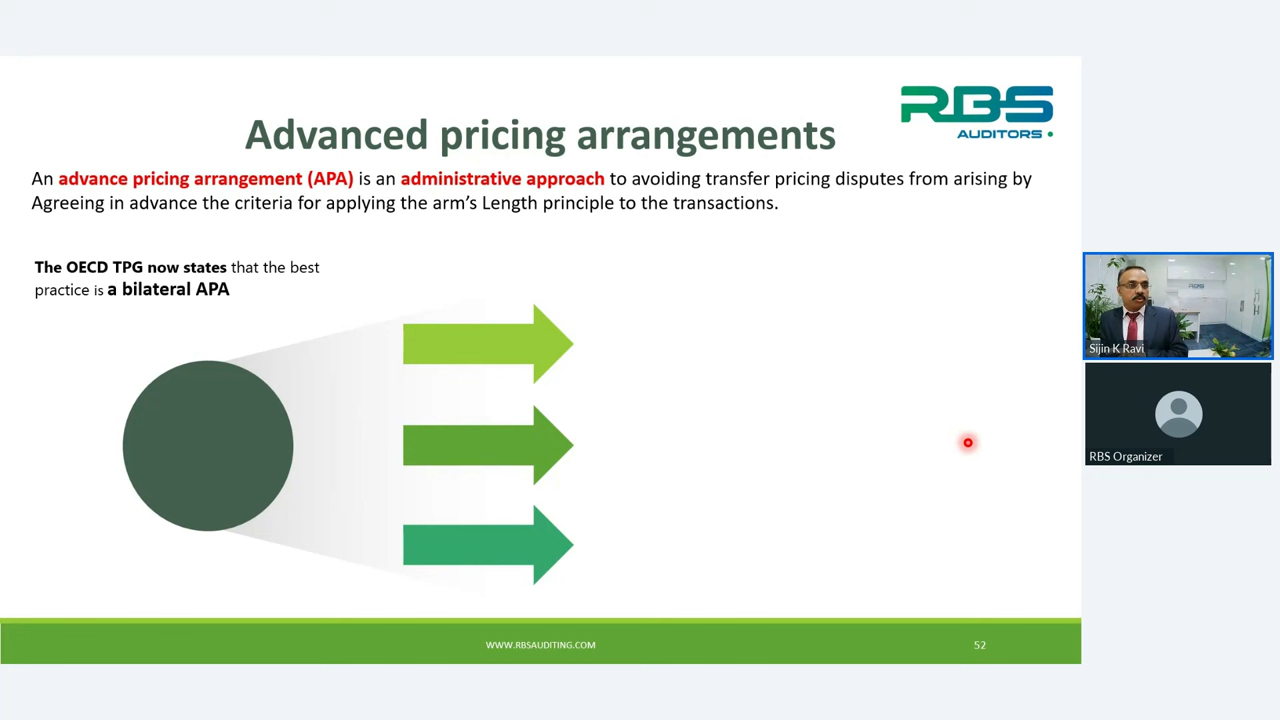 RBS
AUDITORS
Advanced pricing arrangements
An advance pricing arrangement (APA) is an administrative approach to avoiding transfer pricing disputes from arising by
Agreeing in advance the criteria for applying the arm's Length principle to the transactions.
The OECD TPG now states that the best
practice is a bilateral APA
RBS
Sijin K Ravi
RBS Organizer
WWW.RBSAUDITING.COM
52